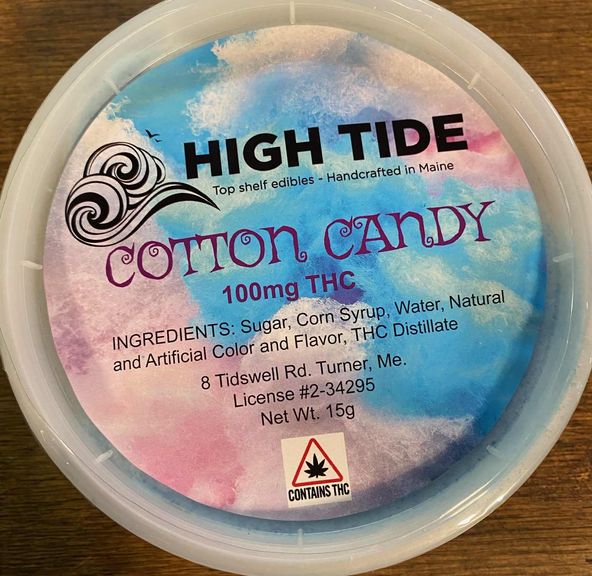 HIGH TIDE
Top shelf edibles - Handcrafted in Maine
COTTON CANDY
100mg THC
INGREDIENTS: Sugar, Corn Syrup, Water, Natural
and Artificial Color and Flavor, THC Distillate
8 Tidswell Rd. Turner, Me.
License #2-34295
Net Wt. 15g
CONTAINS THC